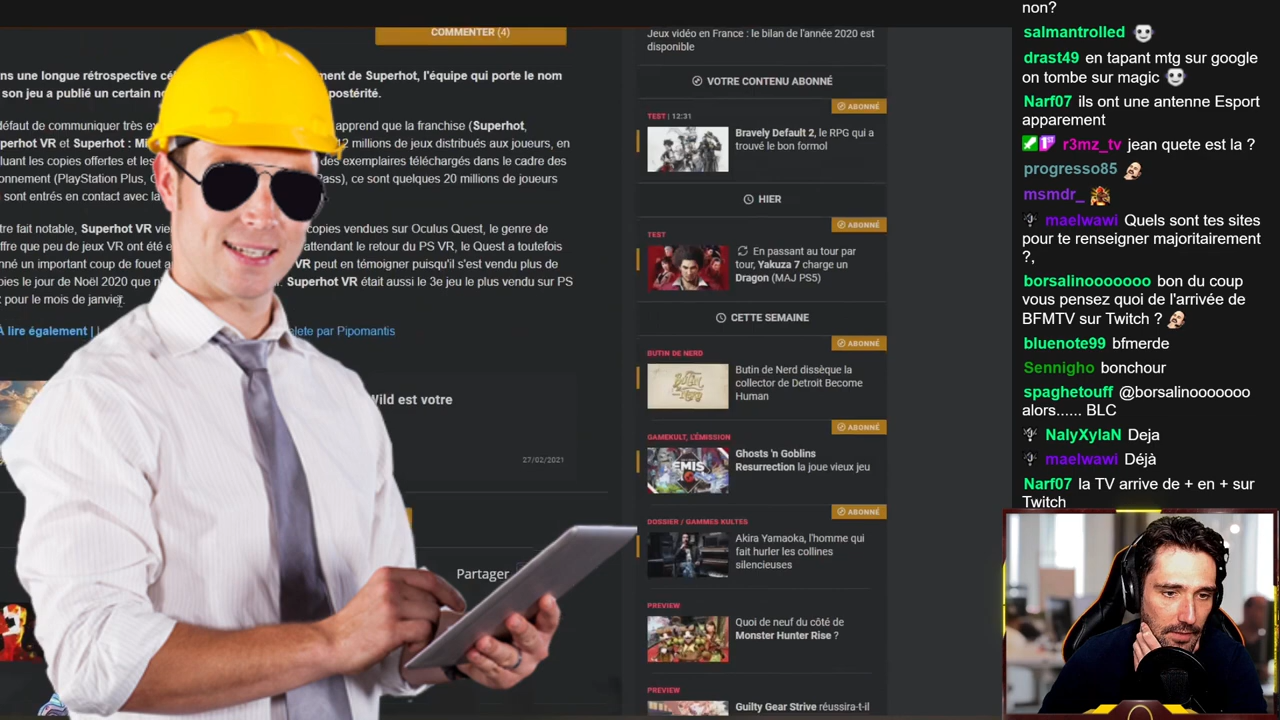 COMMENTER (4)
ns une longue rétrospective cé
ment de Superhot, l'équipe qui porte le nom
son jeu a publié un certain no
postérité.
éfaut de communiquer très e
apprend que la franchise (Superhot,
perhot VR et Superhot : Mi
12 millions de jeux distribués aux joueurs, en
luant les copies offertes et les
des exemplaires téléchargés dans le cadre des
onnement (PlayStation Plus,
Pass), ce sont quelques 20 millions de joueurs
sont entrés en contact avec la
tre fait notable, Superhot VR vie
copies vendues sur Oculus Quest, le genre de
ffre que peu de jeux VR ont été e
attendant le retour du PS VR, le Quest a toutefois
nné un important coup de fouet a
VR peut en témoigner puisqu'il s'est vendu plus de
pies le jour de Noël 2020 que
. Superhot VR était aussi le 3e jeu le plus vendu sur PS
pour le mois de janvier.
À lire également |
elete par Pipomantis
Wild est votre
27/02/2021
Partager
Jeux vidéo en France : le bilan de l'année 2020 est
disponible
VOTRE CONTENU ABONNÉ
ABONNÉ
TEST | 12:31
Bravely Default 2, le RPG qui a
trouvé le bon formol
HIER
ABONNÉ
TEST
En passant au tour par
tour, Yakuza 7 charge un
Dragon (MAJ PS5)
CETTE SEMAINE
ABONNÉ
BUTIN DE NERD
Butin de Nerd dissèque la
collector de Detroit Become
Human
ABONNÉ
GAMEKULT, L'ÉMISSION
Ghosts 'n Goblins
Resurrection la joue vieux jeu
ABONNÉ
DOSSIER / GAMMES KULTES
Akira Yamaoka, l'homme qui
fait hurler les collines
silencieuses
PREVIEW
Quoi de neuf du côté de
Monster Hunter Rise ?
PREVIEW
Guilty Gear Strive réussira-t-il
non?
salmantrolled
drast49 en tapant mtg sur google
on tombe sur magic
Narf07 ils ont une antenne Esport
apparement
r3mz_tv jean quete est la ?
progresso85
msmdr_
maelwawi Quels sont tes sites
pour te renseigner majoritairement
?,
borsalinooooooo bon du coup
vous pensez quoi de l'arrivée de
BFMTV sur Twitch ?
bluenote99 bfmerde
Sennigho bonchour
spaghetouff @borsalinooooooo
alors...... BLC
NalyXylaN Deja
maelwawi Déjà
Narf07 la TV arrive de + en + sur
Twitch